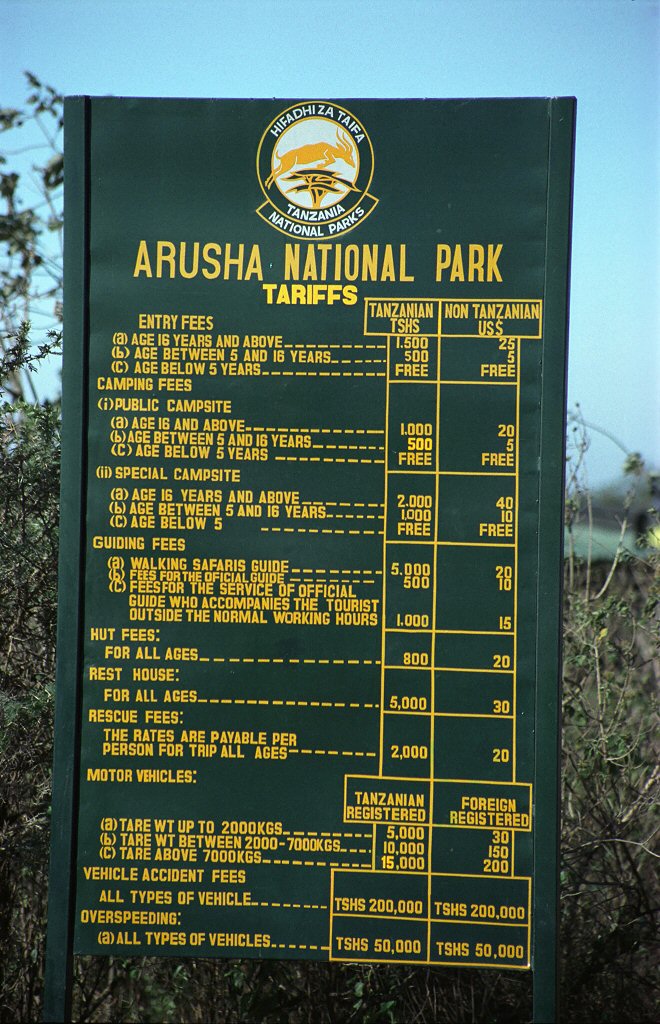 HIFADHI ZA TAIFA
TANZANIA
NATIONAL PARKS
ARUSHA NATIONAL PARK
TARIFFS
TANZANIAN TSHS NON TANZANIAN US$
ENTRY FEES
(a) AGE 16 YEARS AND ABOVE 1.500 25
(b) AGE BETWEEN 5 AND 16 YEARS 500 5
(C) AGE BELOW 5 YEARS FREE FREE
CAMPING FEES
(i) PUBLIC CAMPSITE
(a) AGE 16 AND ABOVE 1.000 20
(b) AGE BETWEEN 5 AND 16 YEARS 500 5
(C) AGE BELOW 5 YEARS FREE FREE
(ii) SPECIAL CAMPSITE
(a) AGE 16 YEARS AND ABOVE 2.000 40
(b) AGE BETWEEN 5 AND 16 YEARS 1,000 10
(C) AGE BELOW 5 FREE FREE
GUIDING FEES
(a) WALKING SAFARIS GUIDE 5.000 20
(b) FEES FOR THE OFICIAL GUIDE 500 10
(C) FEES FOR THE SERVICE OF OFFICIAL
GUIDE WHO ACCOMPANIES THE TOURIST
OUTSIDE THE NORMAL WORKING HOURS 1.000 15
HUT FEES:
FOR ALL AGES 800 20
REST HOUSE:
FOR ALL AGES 5,000 30
RESCUE FEES:
THE RATES ARE PAYABLE PER
PERSON FOR TRIP ALL AGES 2,000 20
MOTOR VEHICLES:
TANZANIAN REGISTERED FOREIGN REGISTERED
(a) TARE WT UP TO 2000KGS 5,000 30
(b) TARE WT BETWEEN 2000-7000KGS 10,000 150
(C) TARE ABOVE 7000KGS 15,000 200
VEHICLE ACCIDENT FEES
ALL TYPES OF VEHICLE TSHS 200,000 TSHS 200,000
OVERSPEEDING:
(a) ALL TYPES OF VEHICLES TSHS 50,000 TSHS 50,000